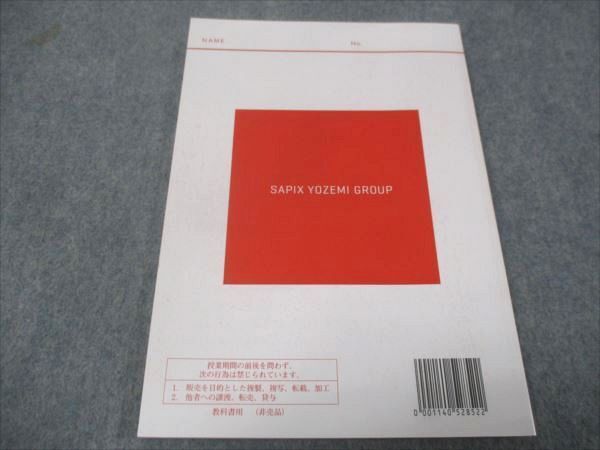 NAME No.
SAPIX YOZEMI GROUP
授業期間の前後を問わず、
次の行為は禁じられています。
1. 販売を目的とした複製、複写、転載、加工
2. 他者への譲渡、転売、貸与
教科書用 （非売品）
0 001140 528522